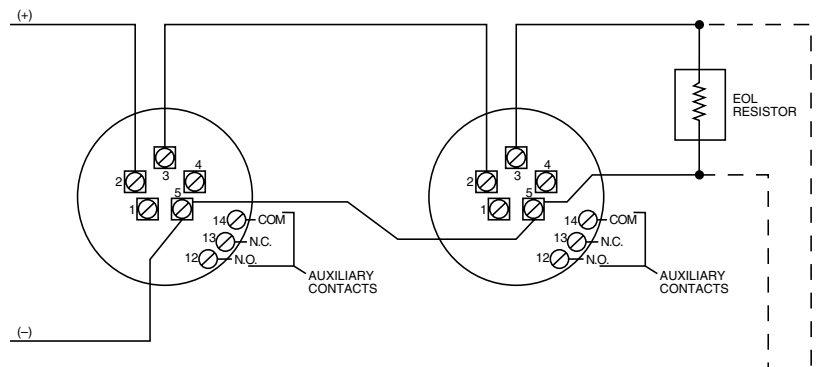 (+)
EOL
RESISTOR
3
3
4
4
2
2
5
5
1
1
14 COM
14 COM
13 N.C.
13 N.C.
12 N.O.
12 N.O.
AUXILIARY
CONTACTS
AUXILIARY
CONTACTS
(–)